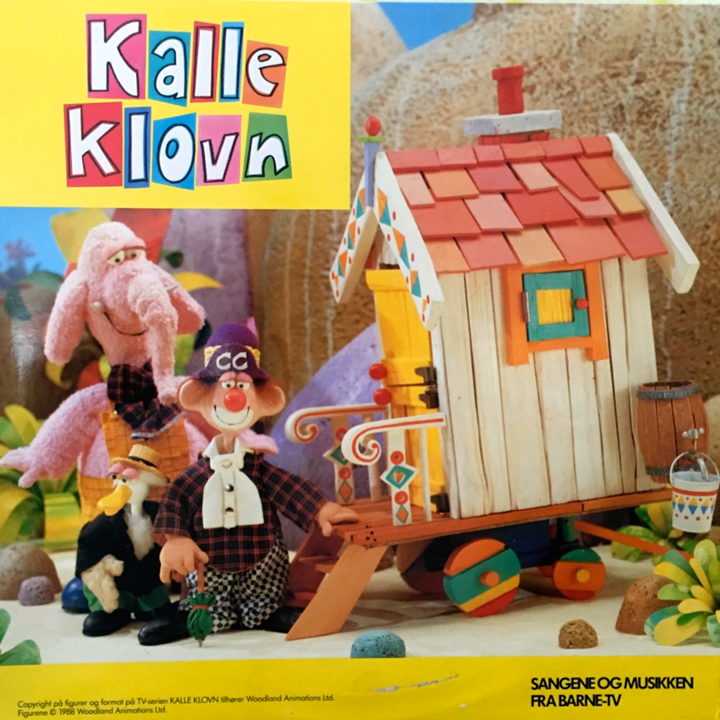 Kalle
Klovn
CC
SANGENE OG MUSIKKEN
FRA BARNE-TV
Copyright på figurer og format på TV-serien KALLE KLOVN tilhører Woodland Animations Ltd.
Figurene © 1988 Woodland Animations Ltd.